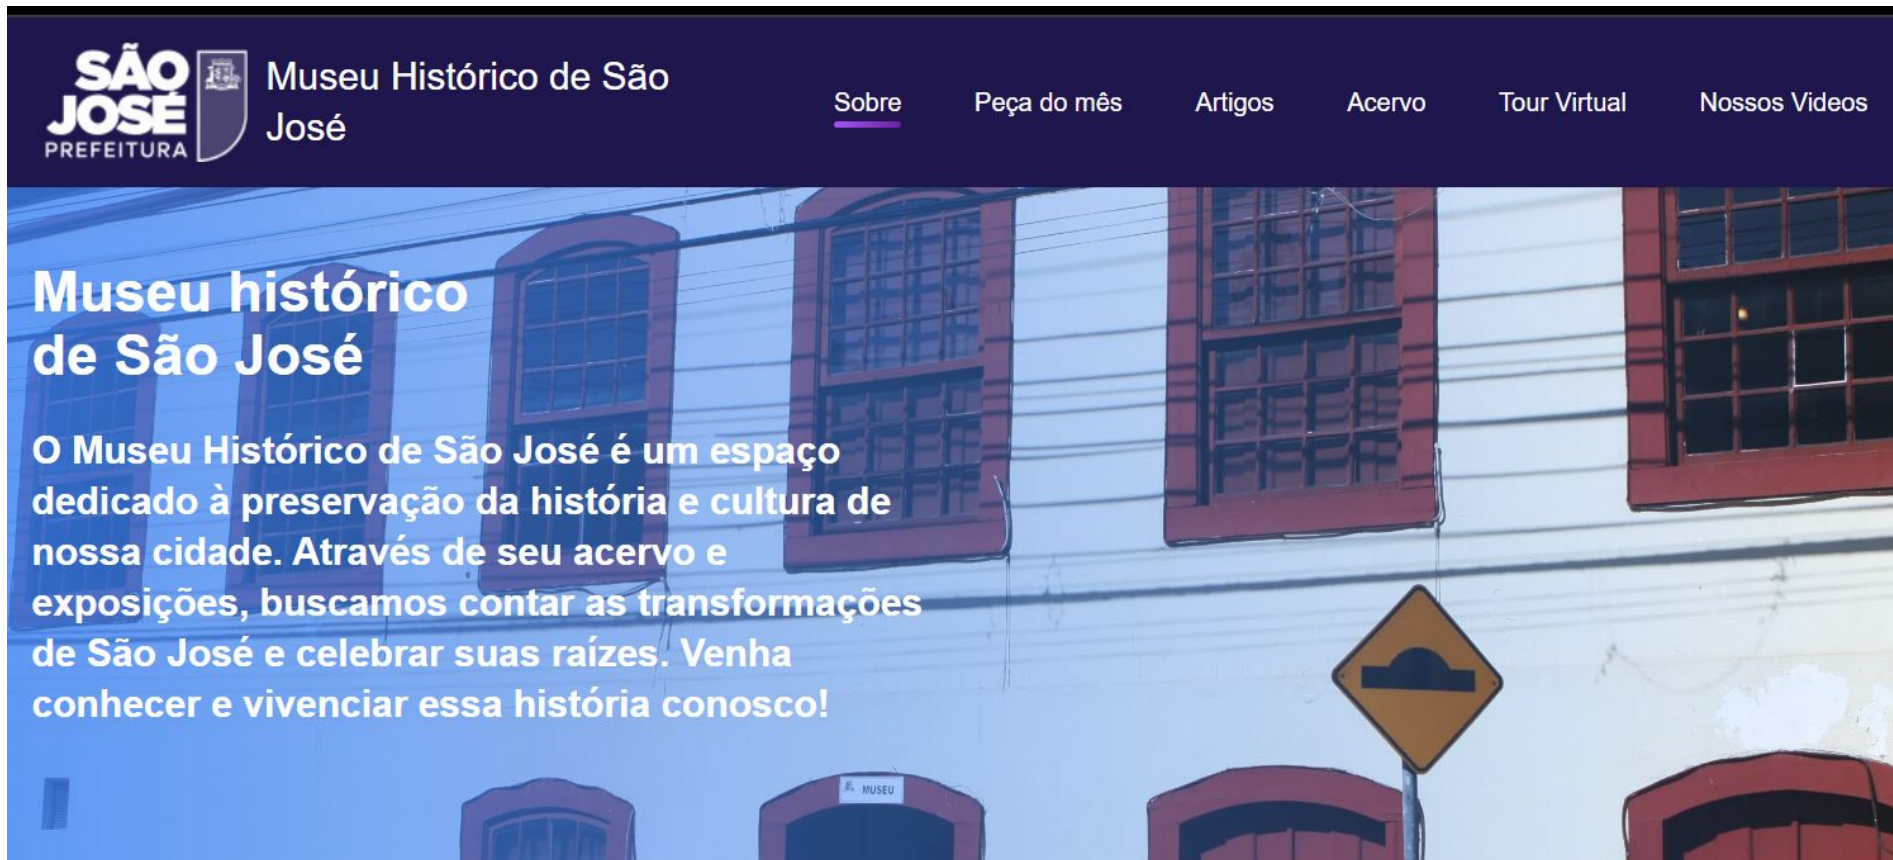 SÃO
JOSÉ
PREFEITURA
Museu Histórico de São
José
Sobre
Peça do mês
Artigos
Acervo
Tour Virtual
Nossos Videos
Museu histórico
de São José
O Museu Histórico de São José é um espaço
dedicado à preservação da história e cultura de
nossa cidade. Através de seu acervo e
exposições, buscamos contar as transformações
de São José e celebrar suas raízes. Venha
conhecer e vivenciar essa história conosco!
MUSEU